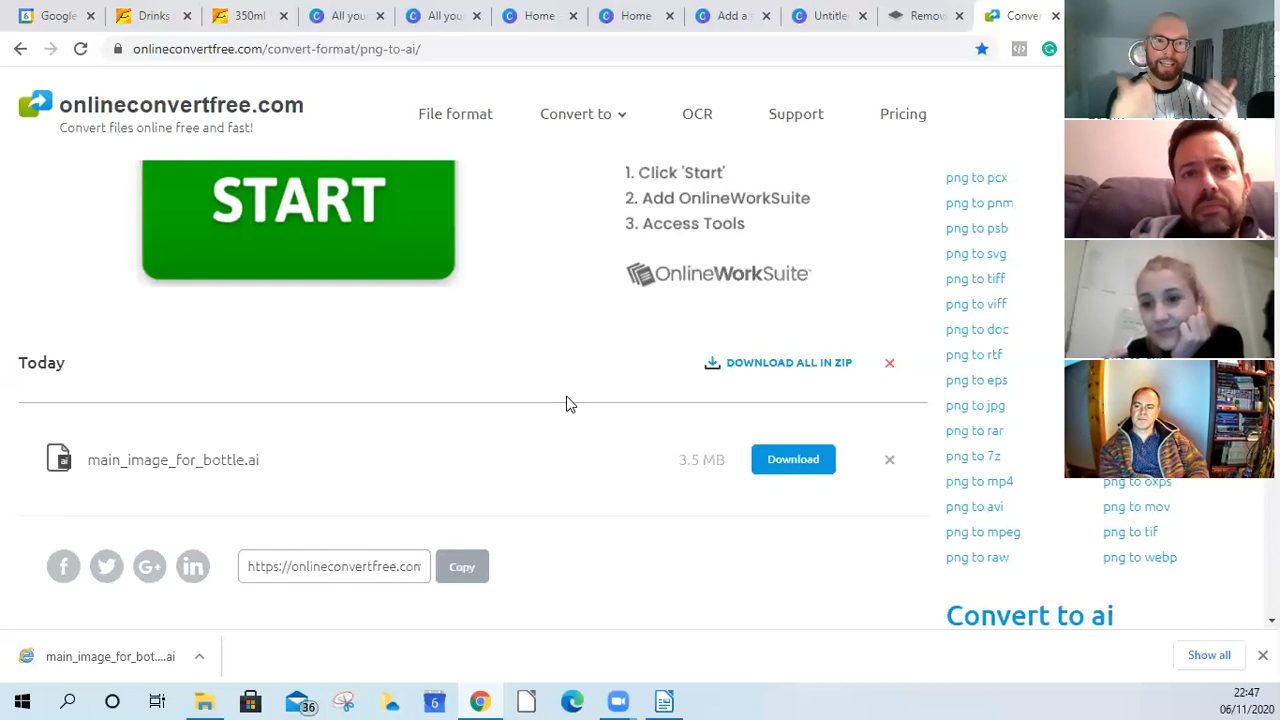 Google
Drinks
350ml
All your
All you
Home
Home
Add a
Untitle
Remov
Conver
onlineconvertfree.com/convert-format/png-to-ai/
onlineconvertfree.com
Convert files online free and fast!
File format
Convert to
OCR
Support
Pricing
START
1. Click 'Start'
2. Add OnlineWorkSuite
3. Access Tools
OnlineWorkSuite
png to pcx
png to pnm
png to psb
png to svg
png to tiff
png to viff
png to doc
png to rtf
png to eps
png to jpg
png to rar
png to 7z
png to mp4
png to oxps
png to avi
png to mov
png to mpeg
png to tif
png to raw
png to webp
Today
DOWNLOAD ALL IN ZIP
main_image_for_bottle.ai
3.5 MB
Download
https://onlineconvertfree.com
Copy
Convert to ai
main_image_for_bot....ai
Show all
36
6
22:47
06/11/2020